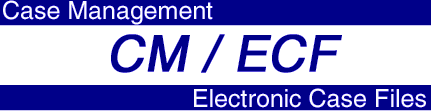 Case Management
CM / ECF
Electronic Case Files